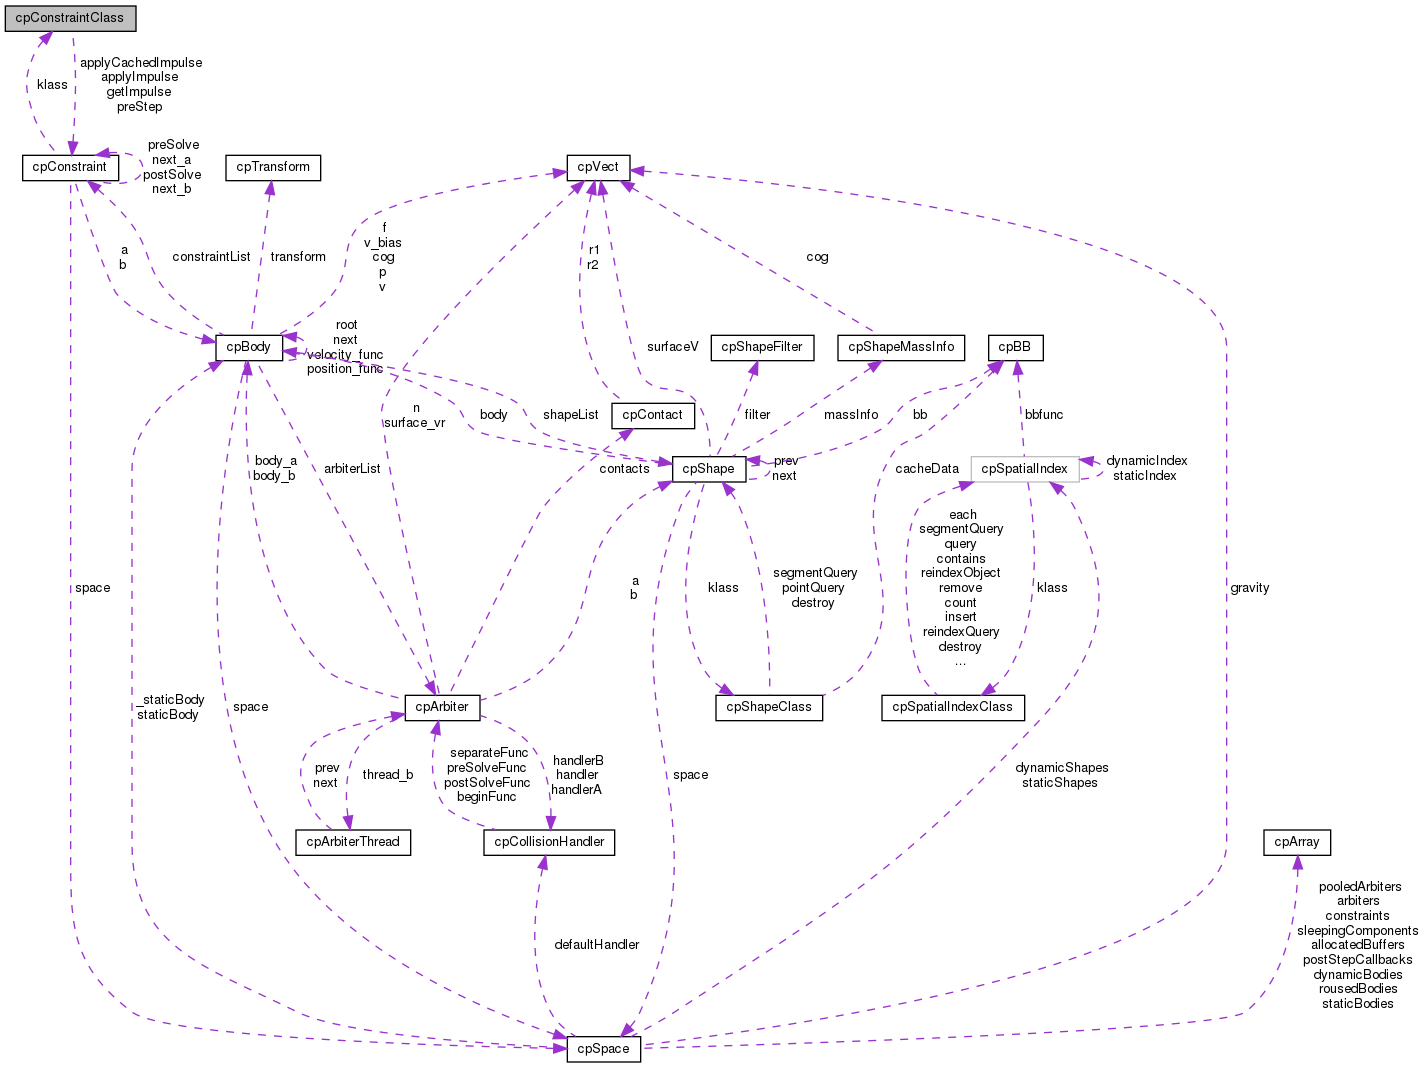 cpConstraintClass
applyCachedImpulse
applyImpulse
getImpulse
preStep
klass
preSolve
next_a
postSolve
next_b
cpConstraint
cpTransform
cpVect
a
b
constraintList
transform
f
v_bias
cog
p
v
r1
r2
cog
root
next
velocity_func
position_func
cpBody
surfaceV
cpShapeFilter
cpShapeMassInfo
cpBB
n
surface_vr
body
shapeList
cpContact
filter
massInfo
bb
bbfunc
body_a
body_b
arbiterList
contacts
cpShape
prev
next
cacheData
cpSpatialIndex
dynamicIndex
staticIndex
each
segmentQuery
query
contains
reindexObject
remove
count
insert
reindexQuery
destroy
...
a
b
klass
segmentQuery
pointQuery
destroy
klass
space
gravity
_staticBody
staticBody
space
cpArbiter
cpShapeClass
cpSpatialIndexClass
prev
next
thread_b
separateFunc
preSolveFunc
postSolveFunc
beginFunc
handlerB
handler
handlerA
space
dynamicShapes
staticShapes
cpArbiterThread
cpCollisionHandler
cpArray
defaultHandler
pooledArbiters
arbiters
constraints
sleepingComponents
allocatedBuffers
postStepCallbacks
dynamicBodies
rousedBodies
staticBodies
cpSpace